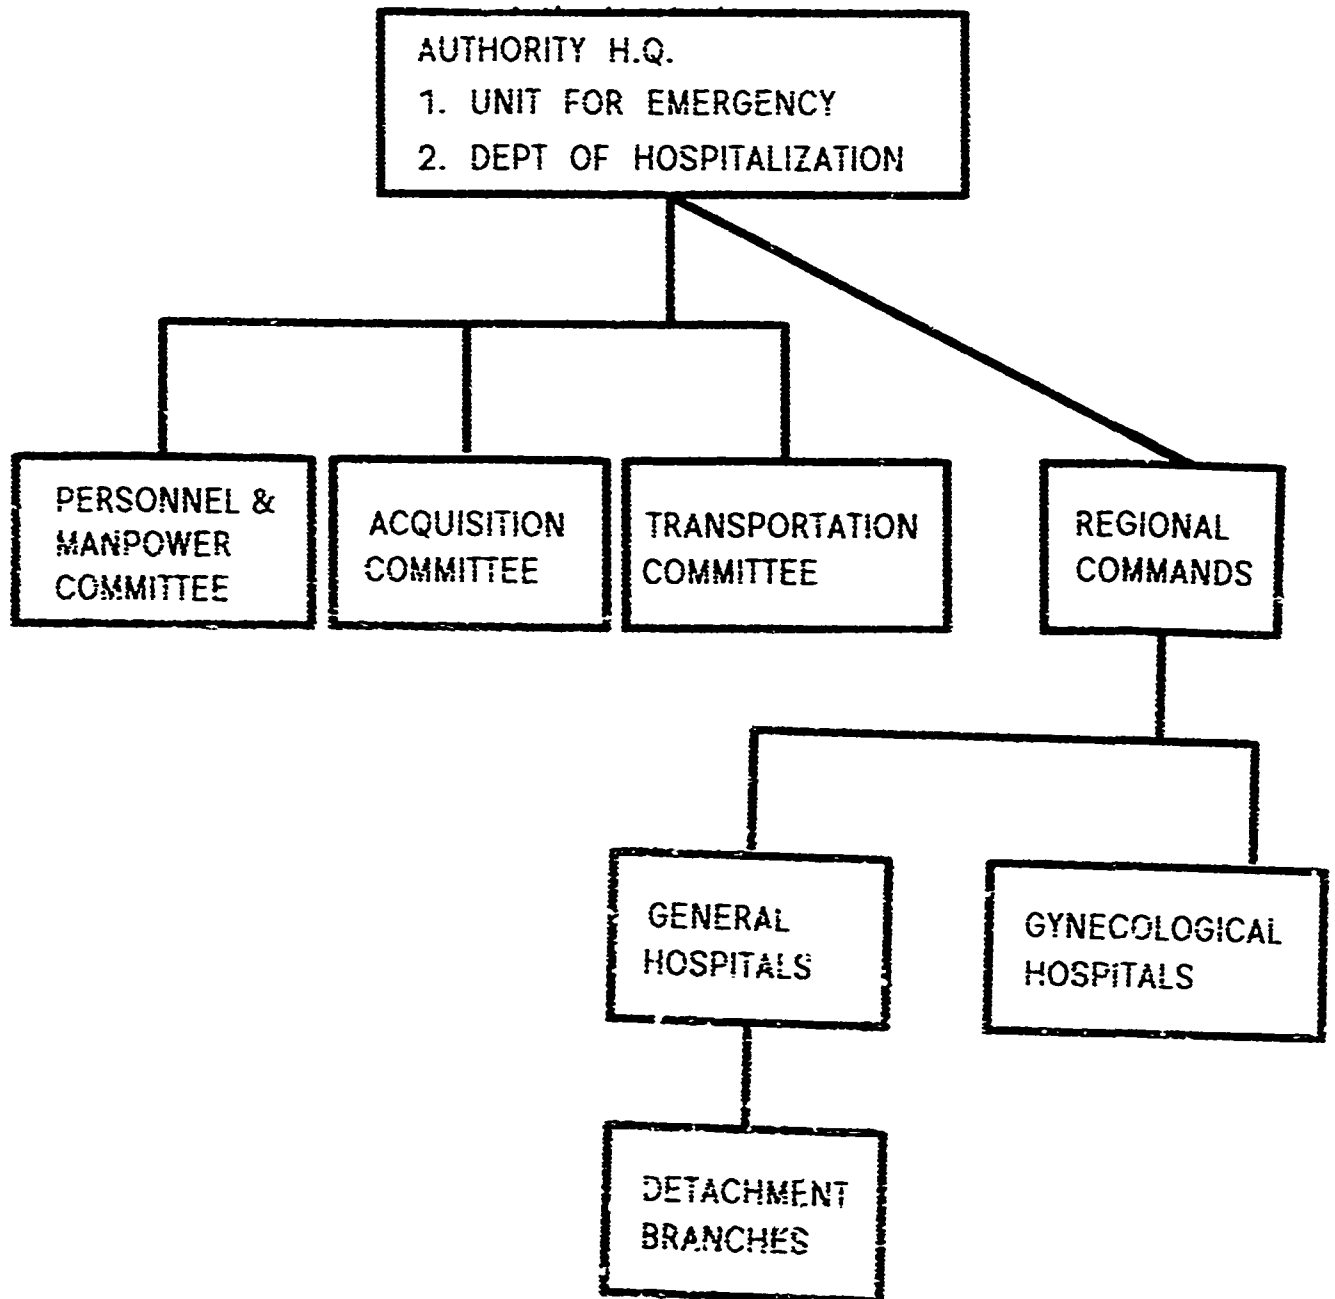 AUTHORITY H.Q.
1. UNIT FOR EMERGENCY
2. DEPT OF HOSPITALIZATION
PERSONNEL &
MANPOWER
COMMITTEE
ACQUISITION
COMMITTEE
TRANSPORTATION
COMMITTEE
REGIONAL
COMMANDS
GENERAL
HOSPITALS
GYNECOLOGICAL
HOSPITALS
DETACHMENT
BRANCHES